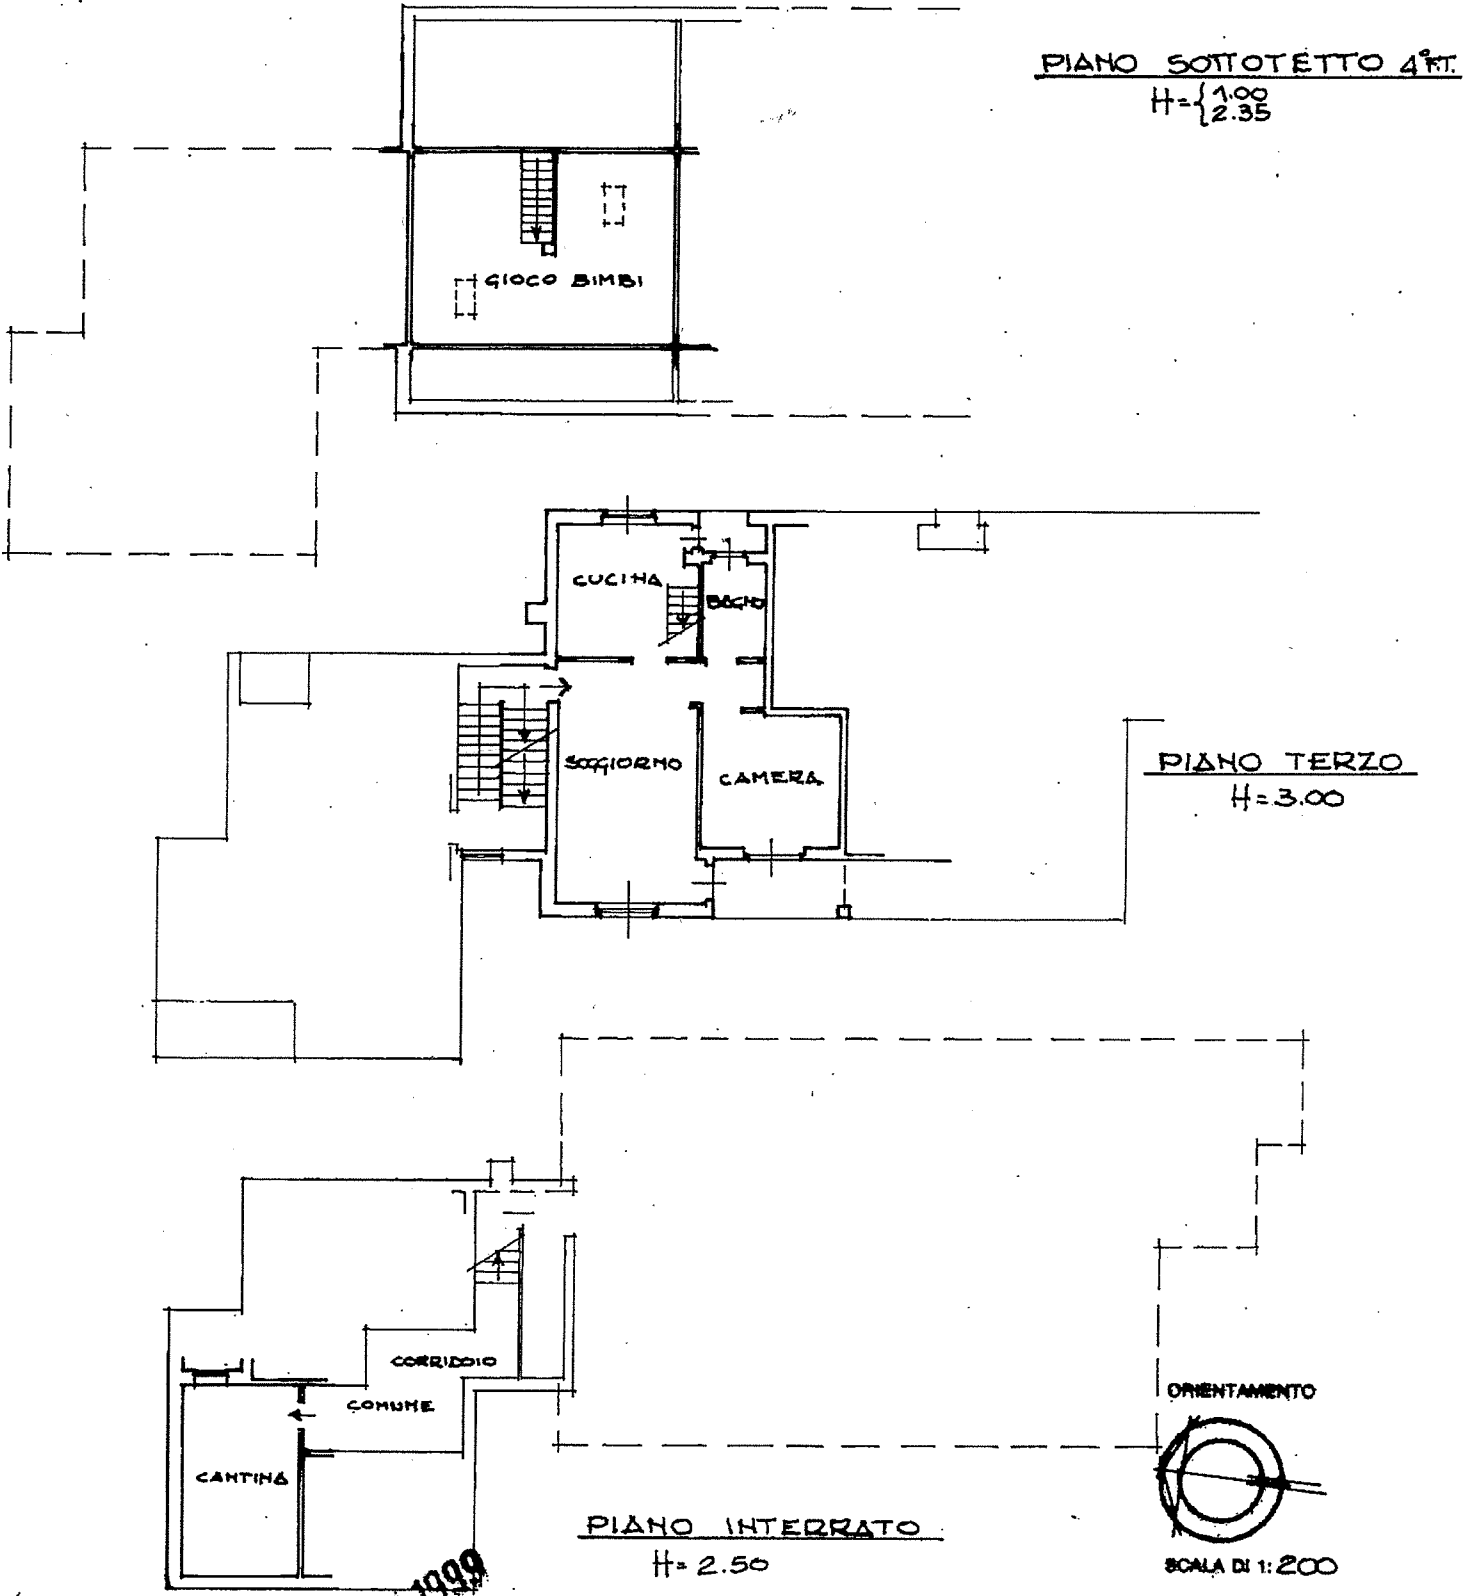 PIANO SOTTOTETTO 4° F.T.
H={1.00
2.35
GIOCO BIMBI
CUCINA
BAGNO
SOGGIORNO
CAMERA
PIANO TERZO
H=3.00
CORRIDOIO
COMUNE
CANTINA
PIANO INTERRATO
H=2.50
1999
ORIENTAMENTO
SCALA DI 1:200